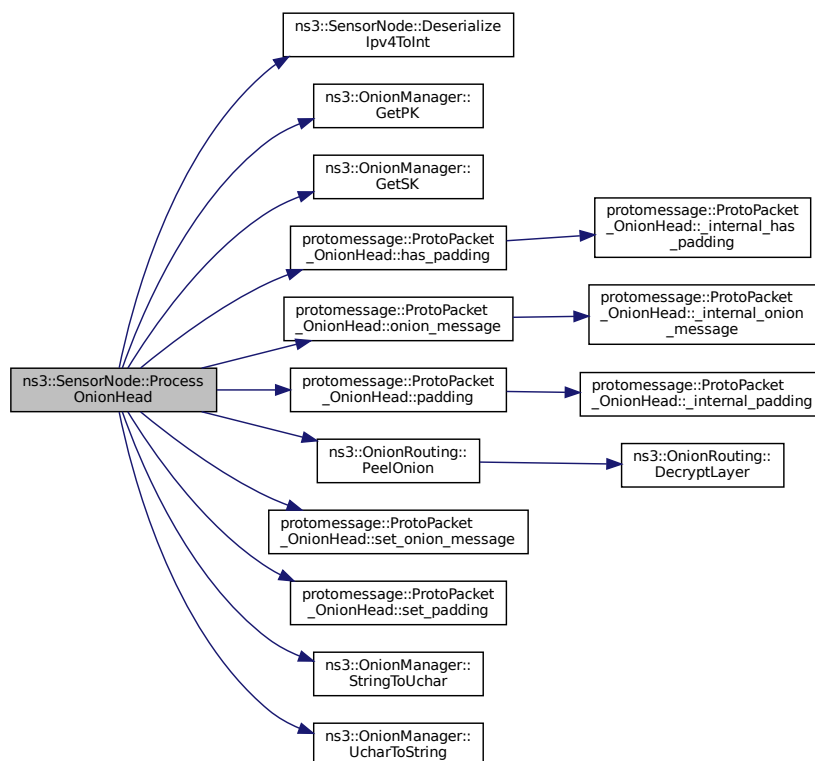 ns3::SensorNode::Deserialize
Ipv4ToInt
ns3::OnionManager::
GetPK
ns3::OnionManager::
GetSK
protomessage::ProtoPacket
_OnionHead::has_padding
protomessage::ProtoPacket
_OnionHead::_internal_has
_padding
protomessage::ProtoPacket
_OnionHead::onion_message
protomessage::ProtoPacket
_OnionHead::_internal_onion
_message
ns3::SensorNode::Process
OnionHead
protomessage::ProtoPacket
_OnionHead::padding
protomessage::ProtoPacket
_OnionHead::_internal_padding
ns3::OnionRouting::
PeelOnion
ns3::OnionRouting::
DecryptLayer
protomessage::ProtoPacket
_OnionHead::set_onion_message
protomessage::ProtoPacket
_OnionHead::set_padding
ns3::OnionManager::
StringToUchar
ns3::OnionManager::
UcharToString